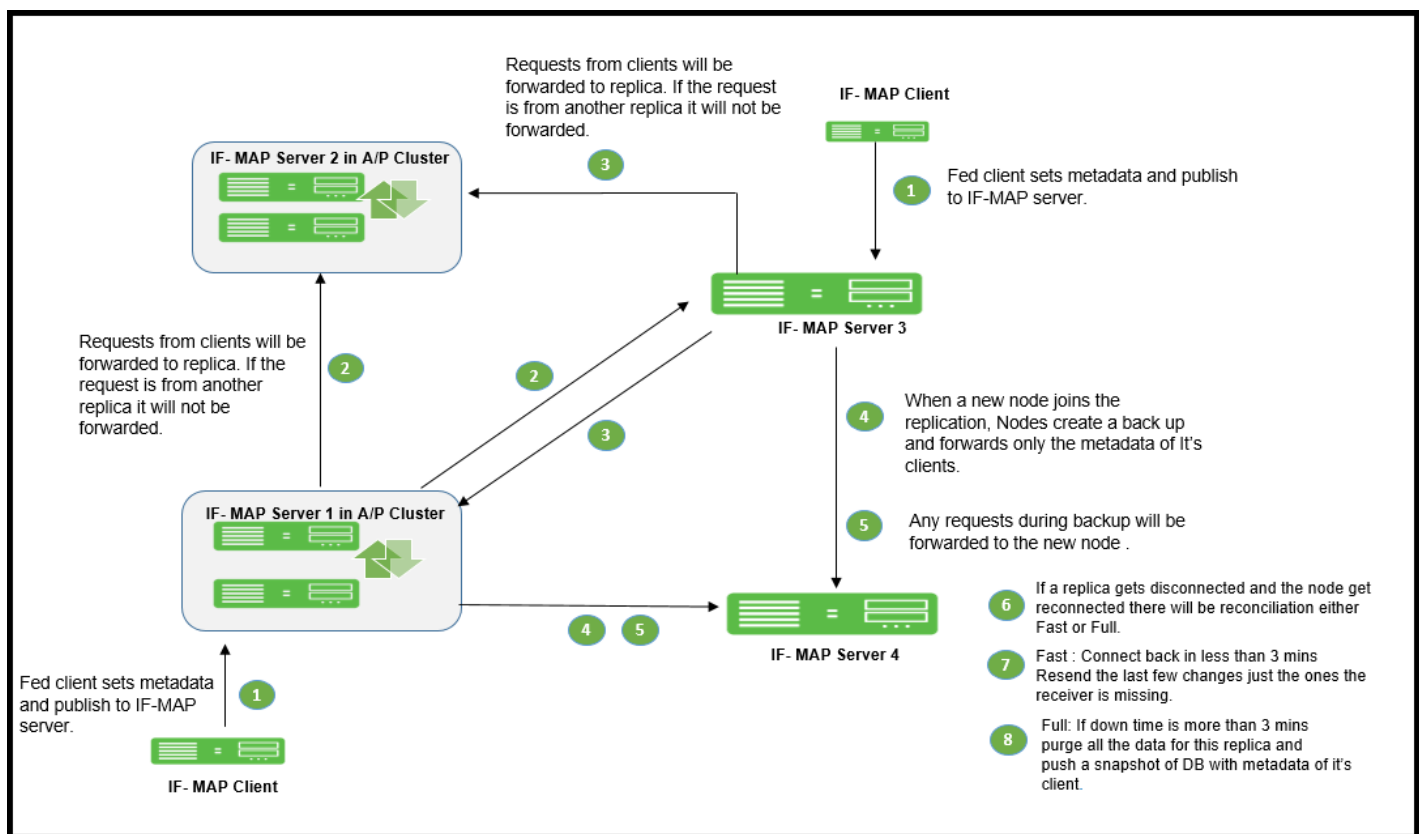 Requests from clients will be
forwarded to replica. If the request
is from another replica it will not be
forwarded.
3
IF- MAP Client
1
Fed client sets metadata and publish
to IF-MAP server.
IF- MAP Server 2 in A/P Cluster
=
=
=
=
IF- MAP Server 3
Requests from clients will be
forwarded to replica. If the
request is from another
replica it will not be
forwarded.
2
2
3
4
When a new node joins the
replication, Nodes create a back up
and forwards only the metadata of It's
clients.
5
Any requests during backup will be
forwarded to the new node .
IF- MAP Server 1 in A/P Cluster
=
=
4
5
=
IF- MAP Server 4
6
If a replica gets disconnected and the node get
reconnected there will be reconciliation either
Fast or Full.
7
Fast : Connect back in less than 3 mins
Resend the last few changes just the ones the
receiver is missing.
8
Full: If down time is more than 3 mins
purge all the data for this replica and
push a snapshot of DB with metadata of it's
client.
Fed client sets metadata
and publish to IF-MAP
server.
1
=
IF- MAP Client